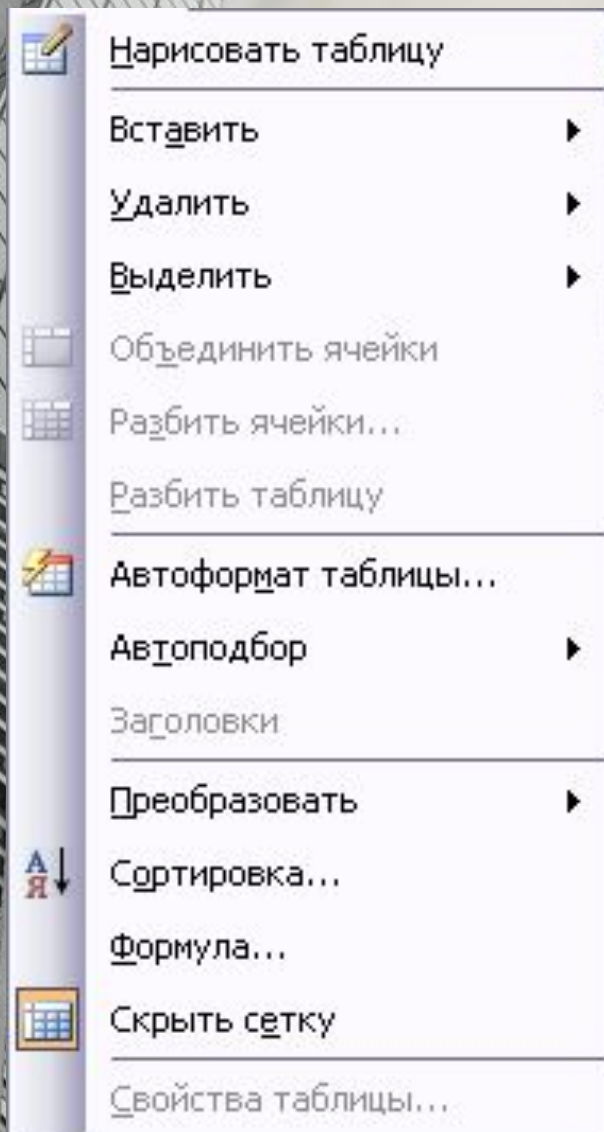 Нарисовать таблицу
Вставить
Удалить
Выделить
Объединить ячейки
Разбить ячейки...
Разбить таблицу
Автоформат таблицы...
Автоподбор
Заголовки
Преобразовать
Сортировка...
Формула...
Скрыть сетку
Свойства таблицы...